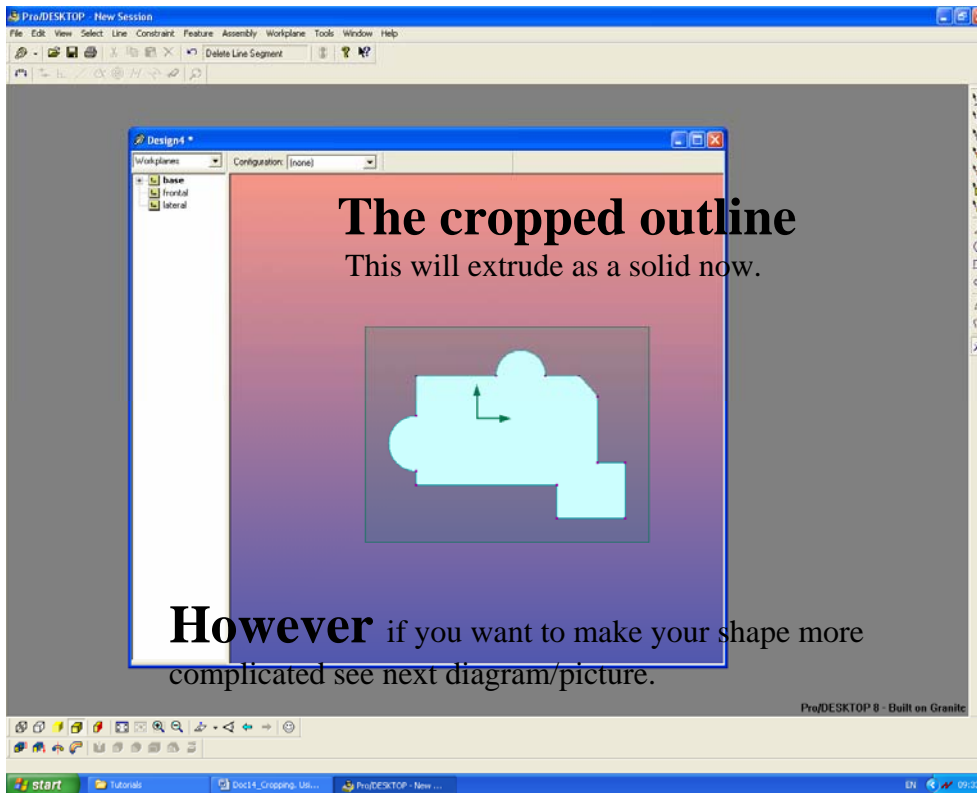 Pro/DESKTOP - New Session
File Edit View Select Line Constraint Feature Assembly Workplane Tools Window Help
Delete Line Segment
Design4 *
Workplanes
Configuration: (none)
base
frontal
lateral
The cropped outline
This will extrude as a solid now.
However if you want to make your shape more
complicated see next diagram/picture.
Pro/DESKTOP 8 - Built on Granite
start Tutorials Doc14_Cropping. Usi... Pro/DESKTOP - New ... EN